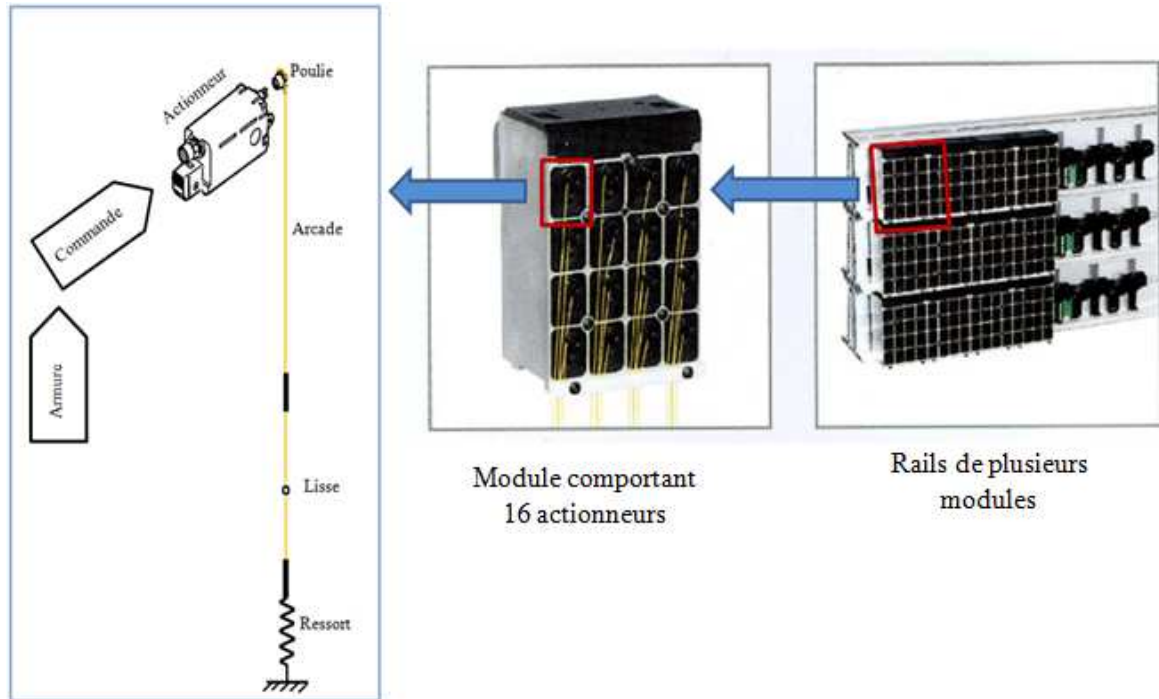 Actionneur
Poulie
Commande
Arcade
Armure
Lisse
Ressort
Module comportant
16 actionneurs
Rails de plusieurs
modules